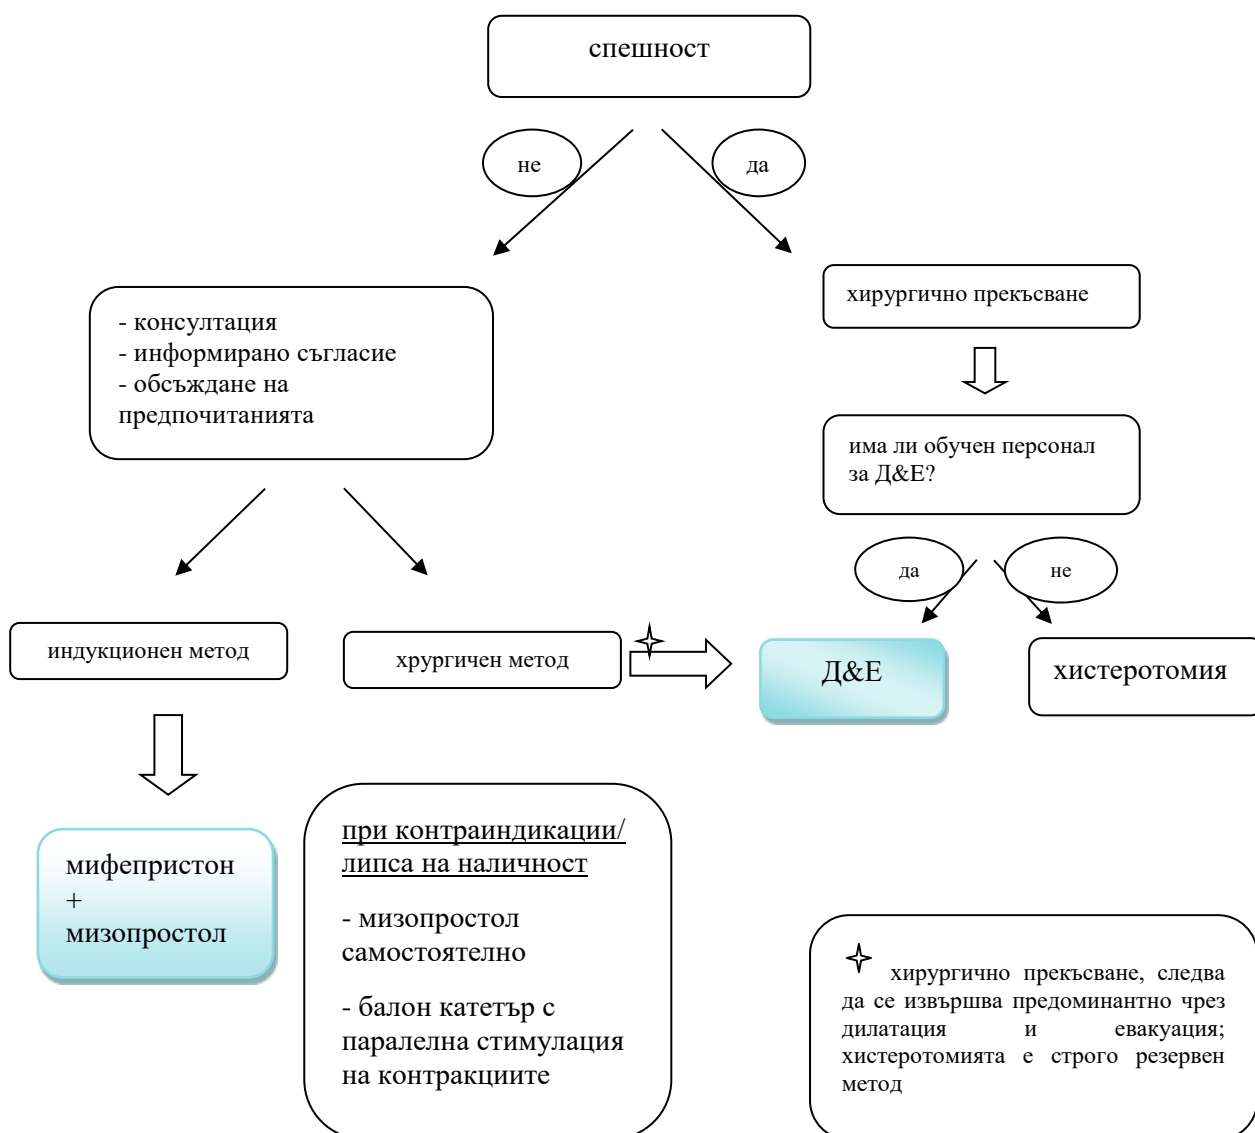 спешност
не
да
хирургично прекъсване
- консултация
- информирано съгласие
- обсъждане на
предпочитанията
има ли обучен персонал
за Д&Е?
да
не
индукционен метод
хрургичен метод
Д&Е
хистеротомия
мифепристон
+
мизопростол
при контраиндикации/
липса на наличност
- мизопростол
самостоятелно
- балон катетър с
паралелна стимулация
на контракциите
хирургично прекъсване, следва
да се извършва предоминантно чрез
дилатация и евакуация;
хистеротомията е строго резервен
метод